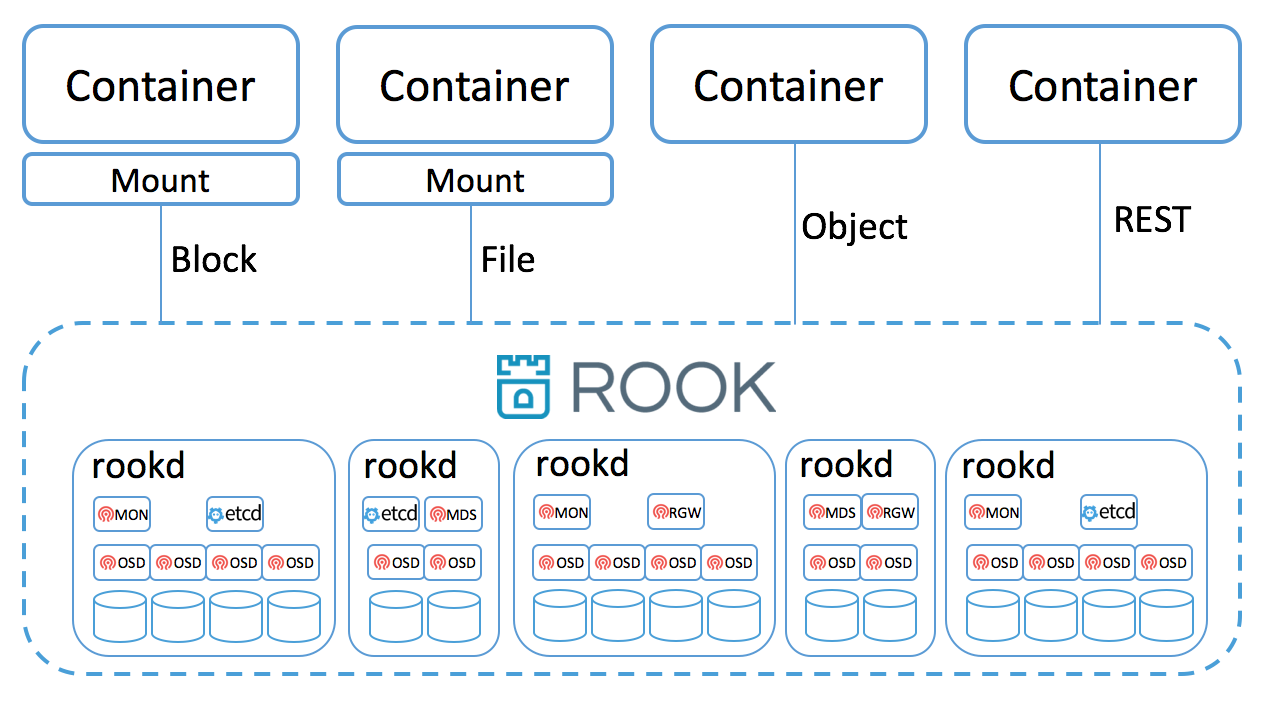 Container Container Container Container
Mount Mount
Block File Object REST
ROOK
rookd rookd rookd rookd rookd
MON etcd etcd MDS MON RGW MDS RGW MON etcd
OSD OSD OSD OSD OSD OSD OSD OSD OSD OSD OSD OSD OSD OSD OSD OSD